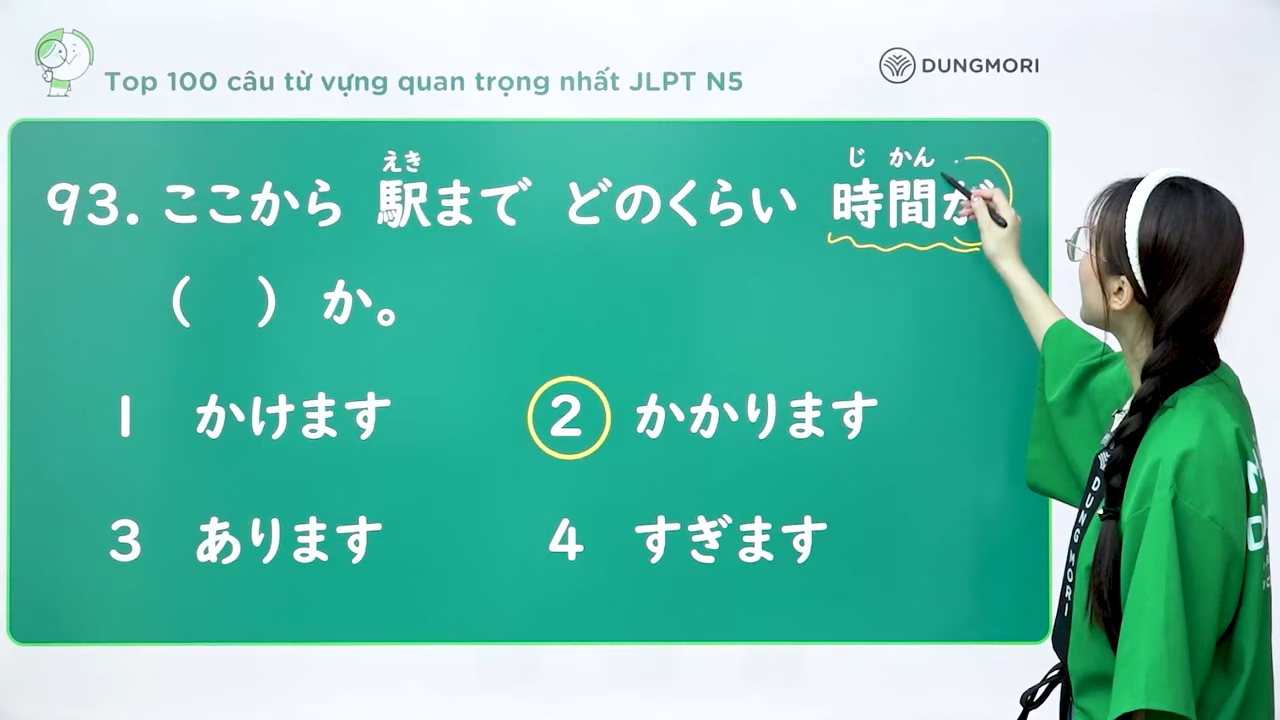 Top 100 câu từ vựng quan trọng nhất JLPT N5
DUNGMORI
えき じ かん
93. ここから 駅まで どのくらい 時間が
( ) か。
1 かけます
2 かかります
3 あります
4 すぎます
DUNGMORI